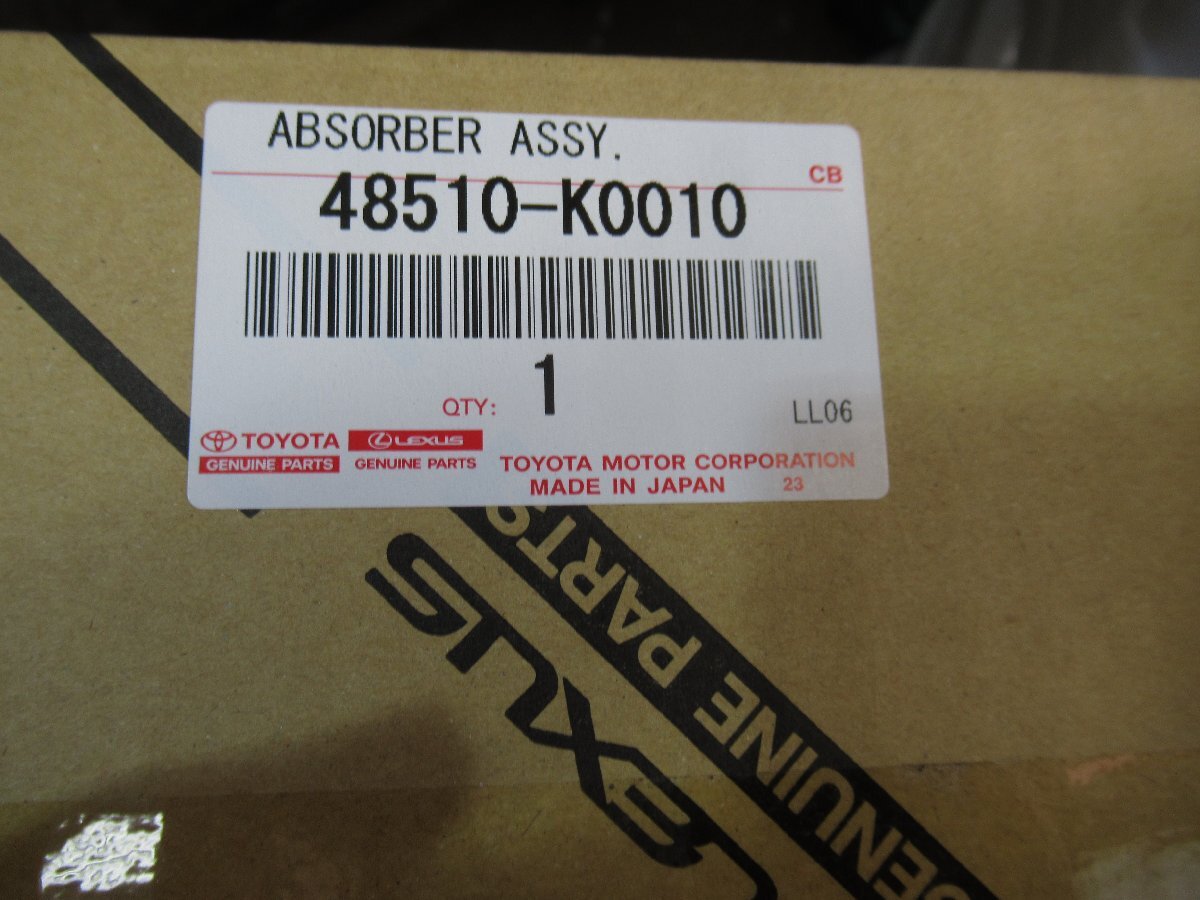 ABSORBER ASSY.
CB
48510-K0010
QTY: 1
LL06
TOYOTA LEXUS
GENUINE PARTS GENUINE PARTS
TOYOTA MOTOR CORPORATION
MADE IN JAPAN 23
GENUINE PARTS
LEXUS